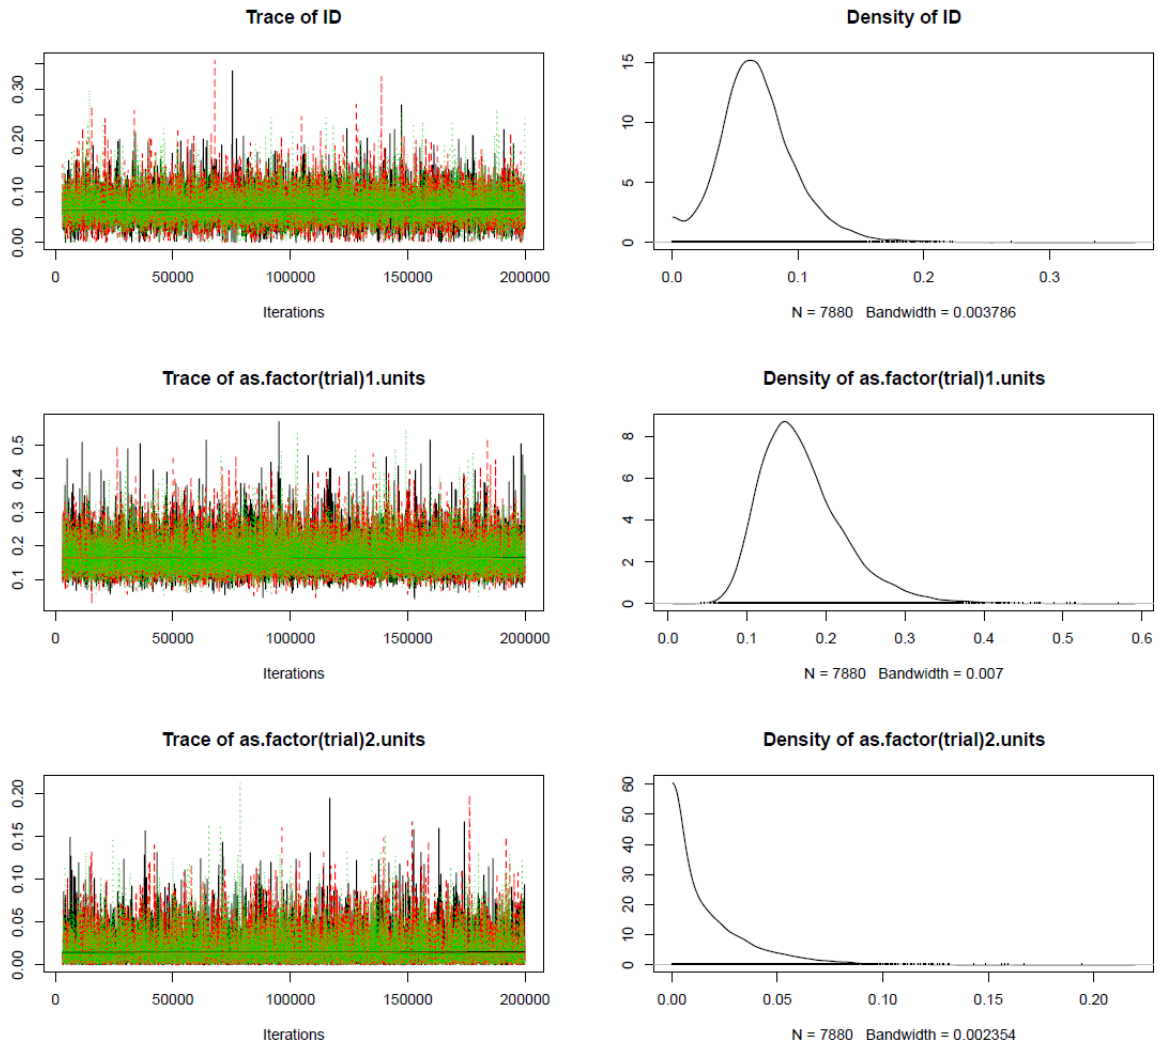 Trace of ID
0.00 0.10 0.20 0.30
0 50000 100000 150000 200000
Iterations
Density of ID
0 5 10 15
0.0 0.1 0.2 0.3
N = 7880 Bandwidth = 0.003786
Trace of as.factor(trial)1.units
0.1 0.2 0.3 0.4 0.5
0 50000 100000 150000 200000
Iterations
Density of as.factor(trial)1.units
0 2 4 6 8
0.0 0.1 0.2 0.3 0.4 0.5 0.6
N = 7880 Bandwidth = 0.007
Trace of as.factor(trial)2.units
0.00 0.05 0.10 0.15 0.20
0 50000 100000 150000 200000
Iterations
Density of as.factor(trial)2.units
0 10 20 30 40 50 60
0.00 0.05 0.10 0.15 0.20
N = 7880 Bandwidth = 0.002354